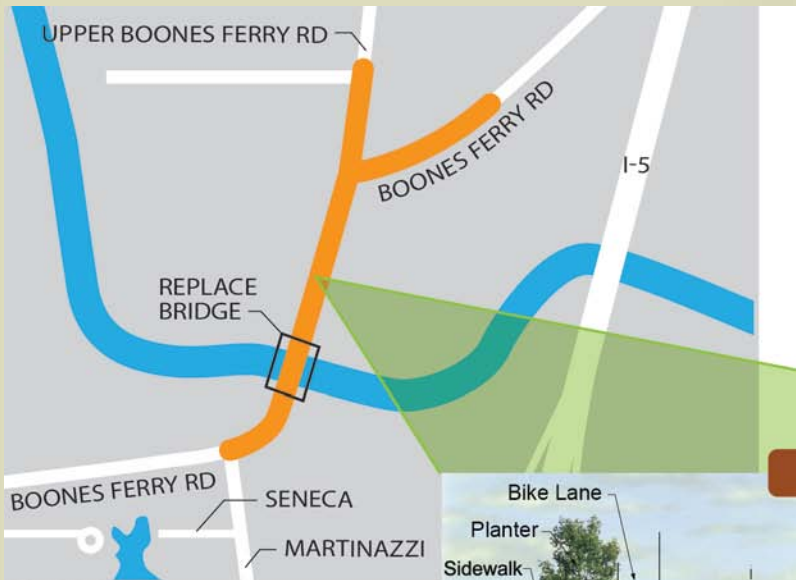 UPPER BOONES FERRY RD
BOONES FERRY RD
I-5
REPLACE
BRIDGE
BOONES FERRY RD
SENECA
MARTINAZZI
Bike Lane
Planter
Sidewalk